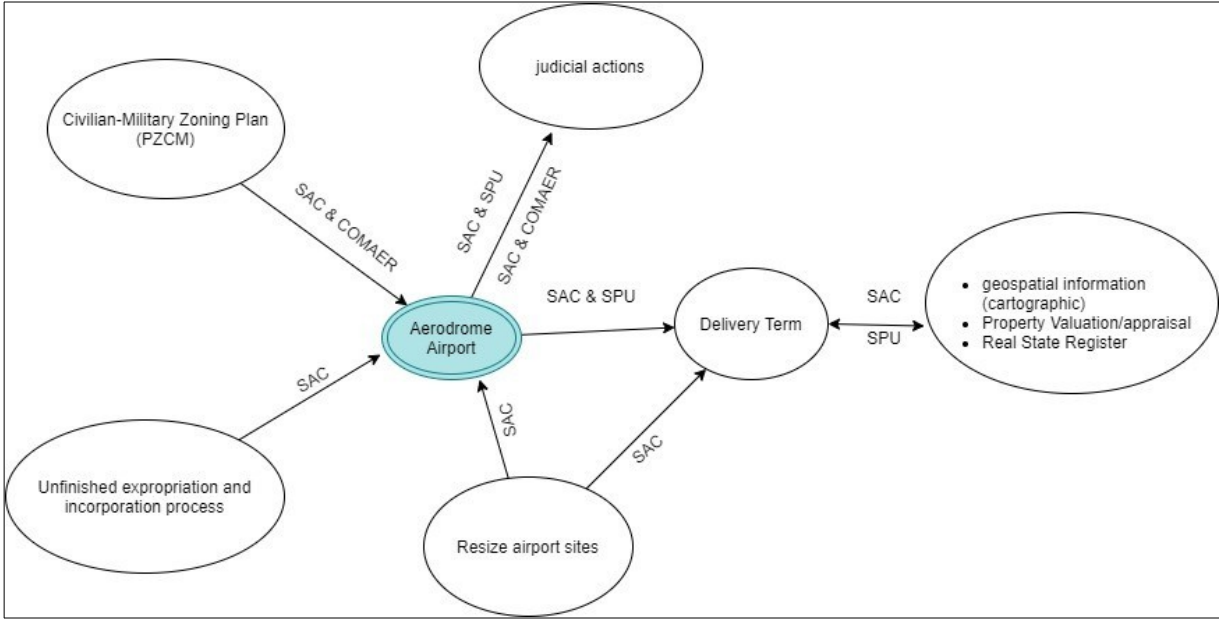 judicial actions
Civilian-Military Zoning Plan
(PZCM)
SAC & COMAER
SAC & SPU
SAC & COMAER
Aerodrome
Airport
SAC & SPU
Delivery Term
SAC
SPU
• geospatial information
(cartographic)
• Property Valuation/appraisal
• Real State Register
SAC
Unfinished expropriation and
incorporation process
SAC
SAC
Resize airport sites